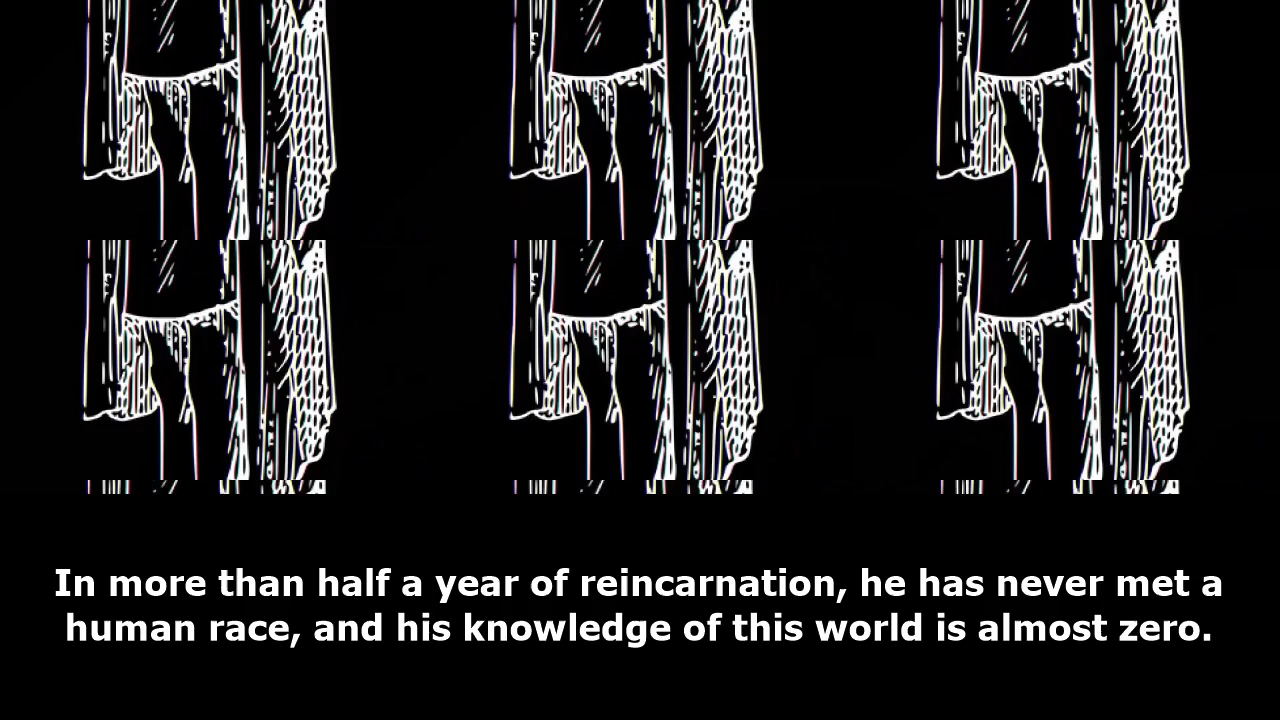 In more than half a year of reincarnation, he has never met a
human race, and his knowledge of this world is almost zero.